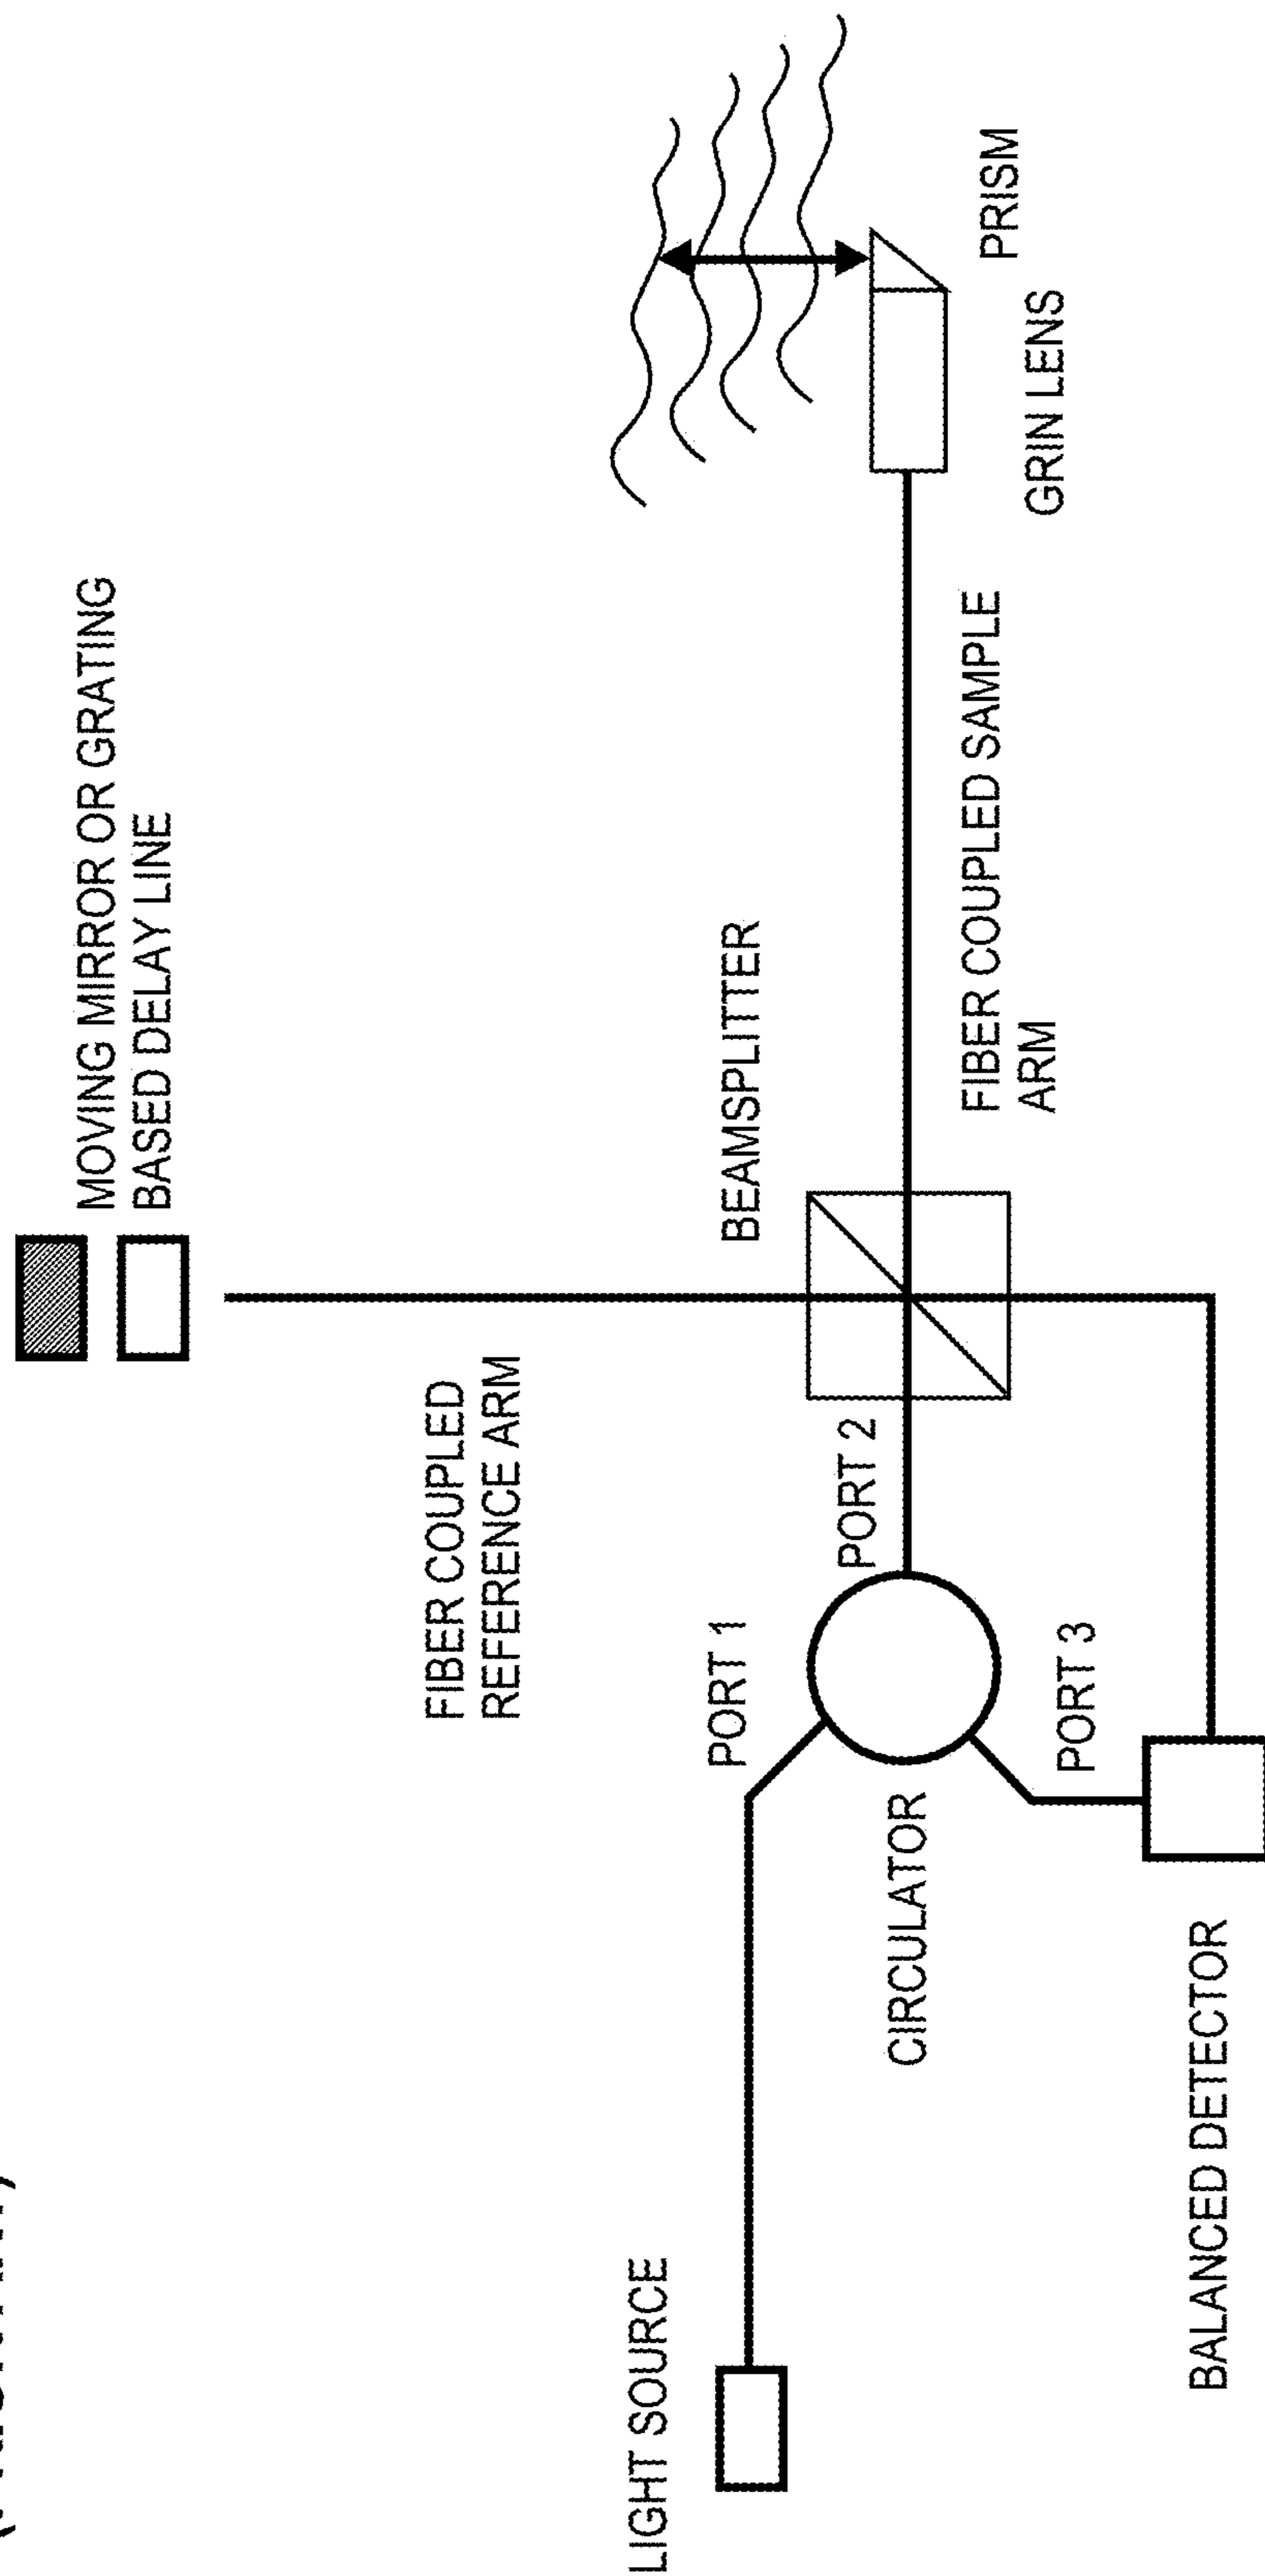 MOVING MIRROR OR GRATING
BASED DELAY LINE
FIBER COUPLED
REFERENCE ARM
LIGHT SOURCE
PORT 1
BEAMSPLITTER
PORT 2
CIRCULATOR
FIBER COUPLED SAMPLE
ARM
PRISM
GRIN LENS
PORT 3
BALANCED DETECTOR